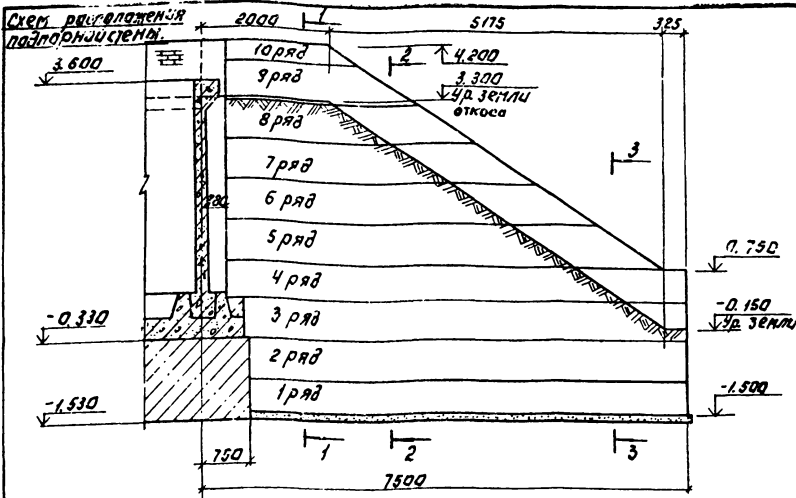 Схема расположения
подпорной стены.
2000
1
5175
325
10 ряд
2
4.200
3.600
9 ряд
3.300
Ур. земли
откоса
8 ряд
3
7 ряд
6 ряд
5 ряд
0.750
4 ряд
-0.150
Ур. земли
3 ряд
-0.330
2 ряд
1 ряд
-1.500
-1.530
1
2
3
750
7500